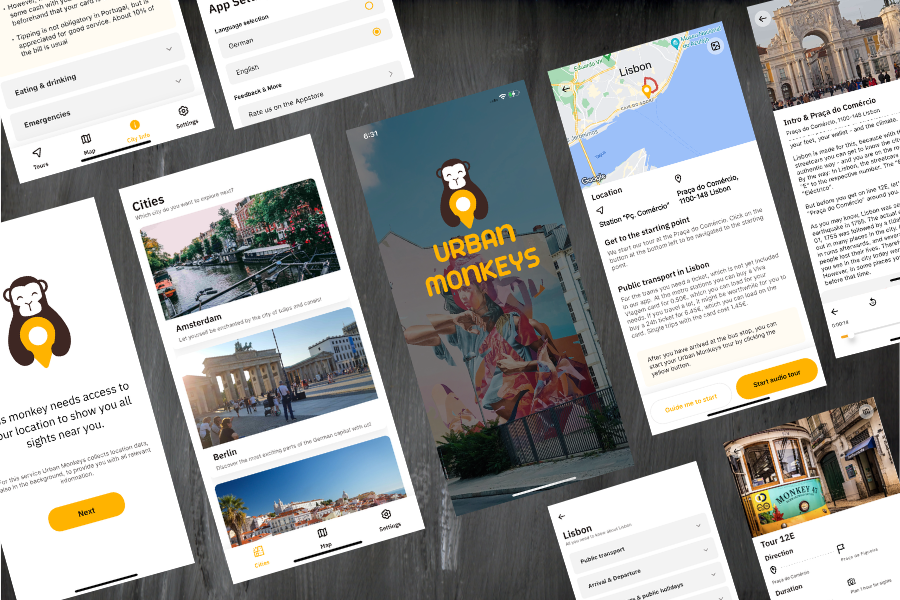 • However,
some cash with y
beforehand that your card is
• Tipping is not obligatory in Portugal, but is
appreciated for good service. About 10% of
the bill is usual
Eating & drinking
Emergencies
Tours
Map
City Info
Settings
App Set
Language selection
German
English
Feedback & More
Rate us on the Appstore
s monkey needs access to
our location to show you all
sights near you.
For this service Urban Monkeys collects location data,
also in the background, to provide you with all relevant
information.
Next
Cities
Which city do you want to explore next?
Amsterdam
Let yourself be enchanted by the city of tulips and canals!
Berlin
Discover the most exciting parts of the German capital with us!
Cities
Map
Settings
6:31
URBAN
MONKEYS
Lisbon
Google
Location
Station "Pç. Comércio"
Praça do Comércio,
1100-148 Lisbon
Get to the starting point
We start our tour at the Praça do Comércio. Click on the
button at the bottom left to be navigated to the starting
point.
Public transport in Lisbon
For the trams you need a ticket, which is not yet included
in our app. At the metro stations you can buy a Viva
Viagem card for 0.50€, which you can load for your
needs. If you travel a lot, it might be worthwhile for you to
buy a 24h ticket for 6.45€, which you can load on the
card. Single trips with the card cost 1.45€.
After you have arrived at the bus stop, you can
start your Urban Monkeys tour by clicking the
yellow button.
Guide me to start
Start audio tour
Intro & Praça do Comércio
Praça do Comércio, 1100-148 Lisbon
your feet, your wallet - and the climate.
Lisbon is made for this, because with the
streetcars you can get to know the city
authentic way - and you are on the ro
By the way: In Lisbon, the streetcars
"E" to the respective number. The "E
"Eléctrico".
But before you get on line 12E, let'
"Praça do Comércio" around you.
As you may know, Lisbon was se
earthquake in 1755. The actual
01, 1755 was followed by a tidal
out in many places in the city.
in ruins afterwards, and severa
people lost their lives. Theref
you see in the city today was
However, in some places yo
before that time.
Lisbon
All you need to know about Lisbon
Public transport
Arrival & Departure
& public holidays
MONKEY 47
Tour 12E
Direction
Praça do Comércio
Praça da Figueira
Duration
Plan 1 hour for sights